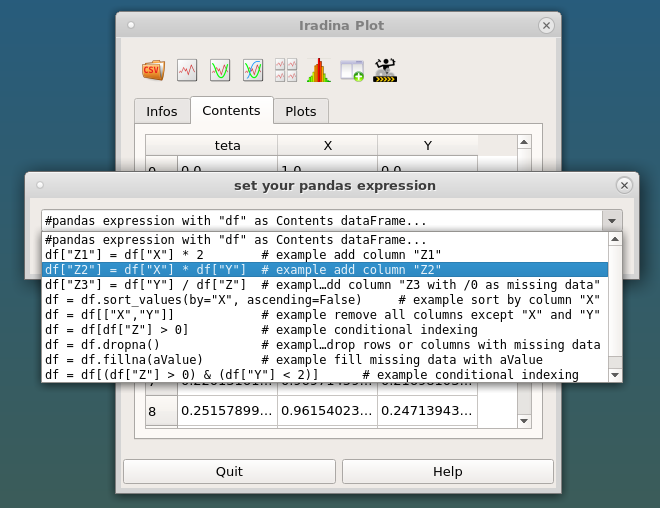 Iradina Plot
CSV
Infos
Contents
Plots
teta X Y
0 0.0 1.0 0.0
set your pandas expression
#pandas expression with "df" as Contents dataFrame...
#pandas expression with "df" as Contents dataFrame...
df["Z1"] = df["X"] * 2 # example add column "Z1"
df["Z2"] = df["X"] * df["Y"] # example add column "Z2"
df["Z3"] = df["Y"] / df["Z"] # exampl…dd column "Z3 with /0 as missing data"
df = df.sort_values(by="X", ascending=False) # example sort by column "X"
df = df[["X","Y"]] # example remove all columns except "X" and "Y"
df = df[df["Z"] > 0] # example conditional indexing
df = df.dropna() # exampl…drop rows or columns with missing data
df = df.fillna(aValue) # example fill missing data with aValue
df = df[(df["Z"] > 0) & (df["Y"] < 2)] # example conditional indexing
8 0.25157899... 0.96154023... 0.24713943...
Quit
Help